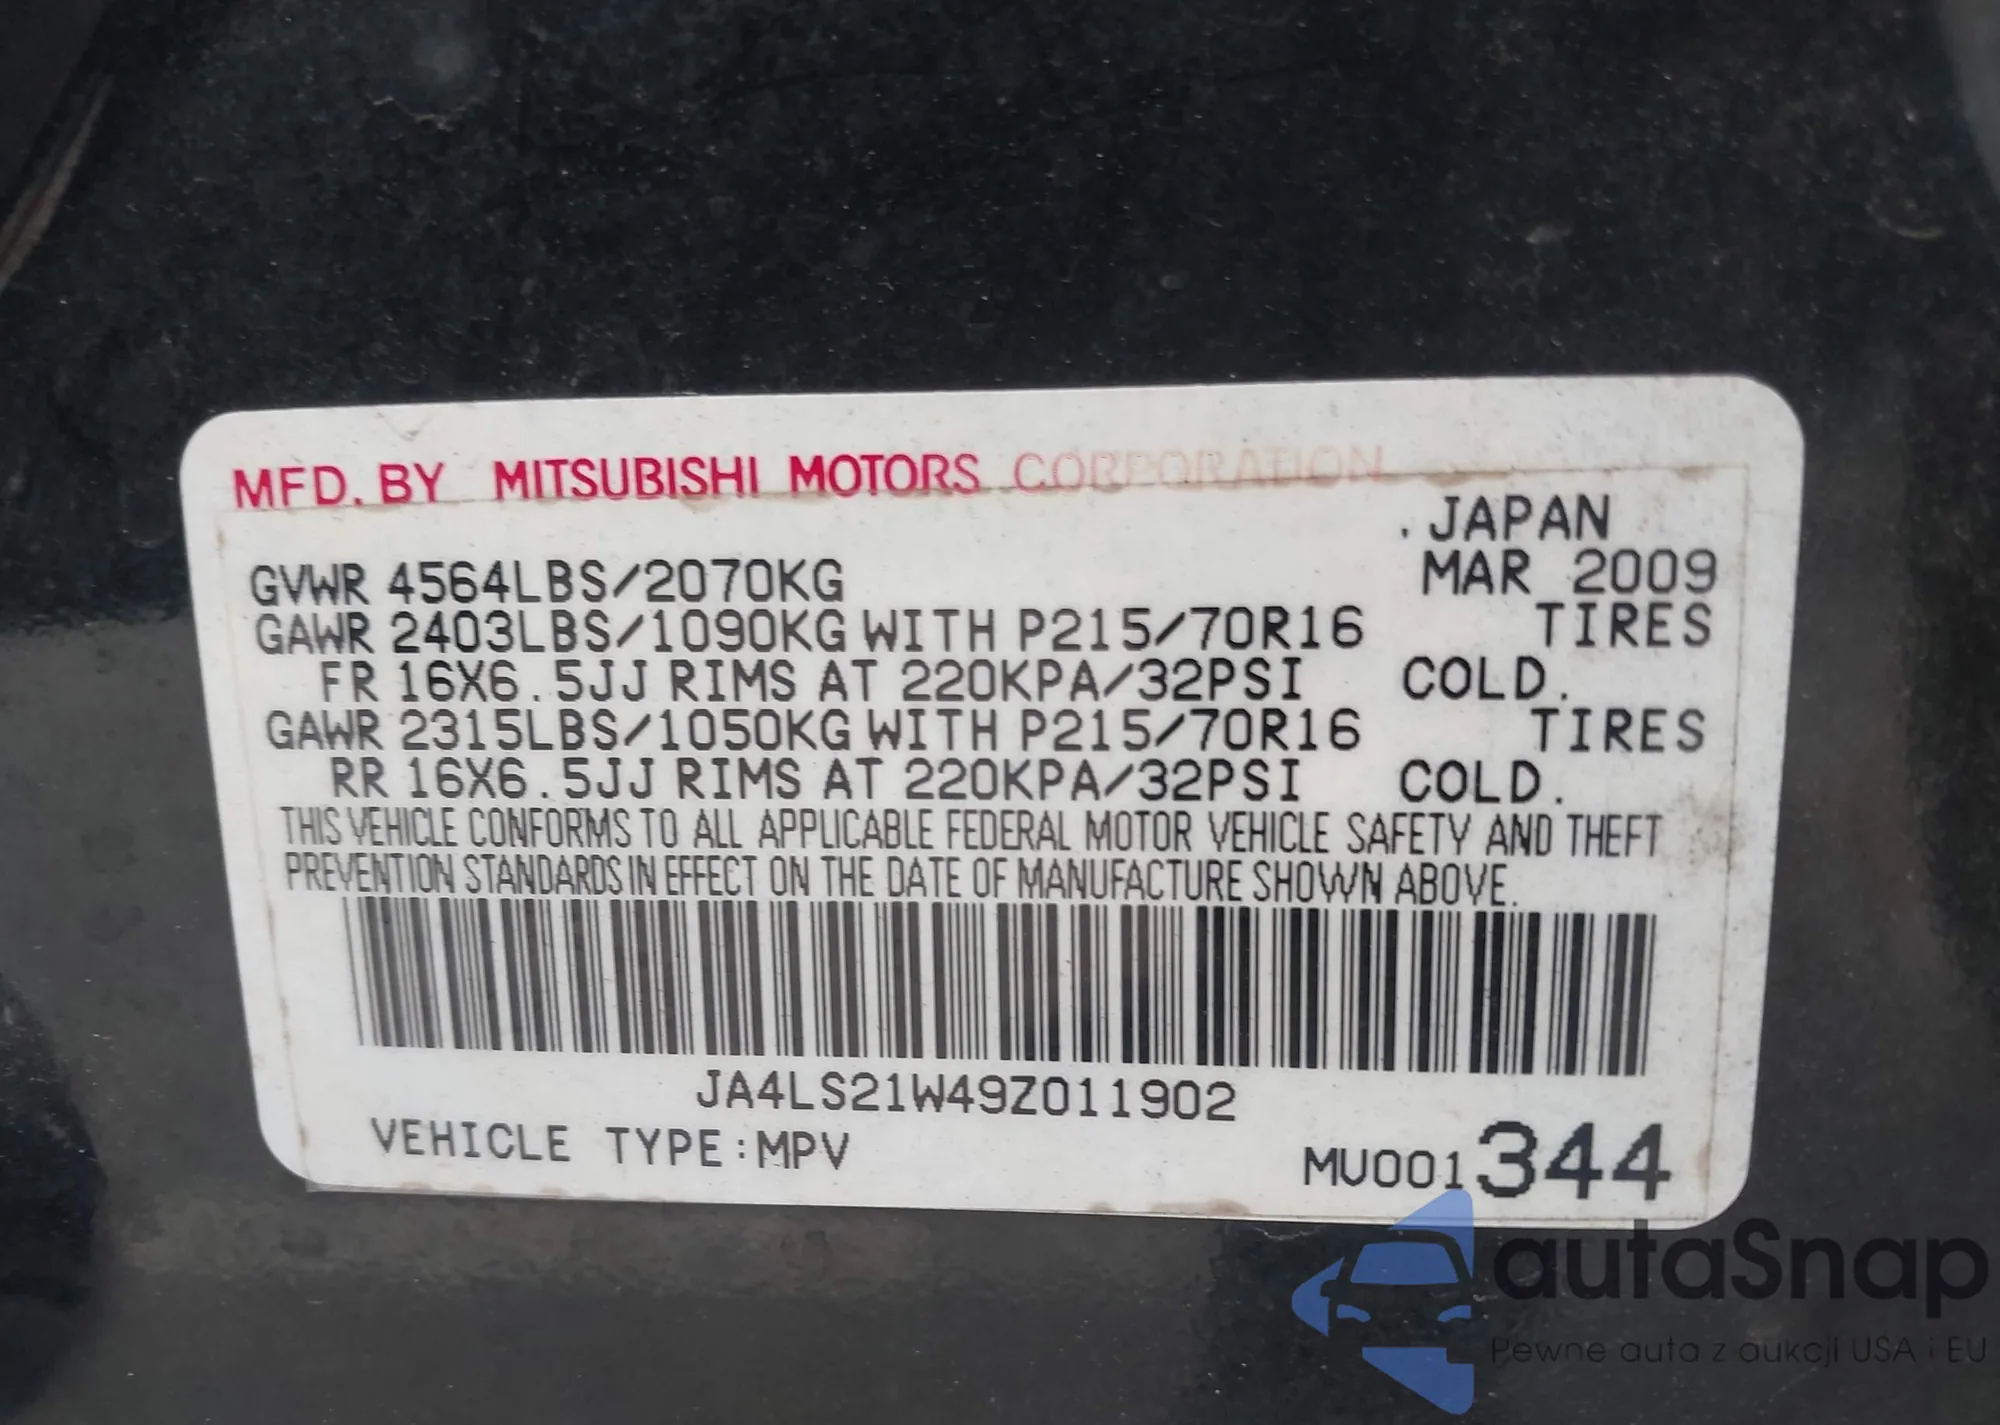 MFD. BY MITSUBISHI MOTORS CORPORATION
. JAPAN
GVWR 4564LBS/2070KG MAR 2009
GAWR 2403LBS/1090KG WITH P215/70R16 TIRES
FR 16X6.5JJ RIMS AT 220KPA/32PSI COLD.
GAWR 2315LBS/1050KG WITH P215/70R16 TIRES
RR 16X6.5JJ RIMS AT 220KPA/32PSI COLD.
THIS VEHICLE CONFORMS TO ALL APPLICABLE FEDERAL MOTOR VEHICLE SAFETY AND THEFT
PREVENTION STANDARDS IN EFFECT ON THE DATE OF MANUFACTURE SHOWN ABOVE.
JA4LS21W49Z011902
VEHICLE TYPE:MPV MU001344
autaSnap
Pewne auta z aukcji USA i EU